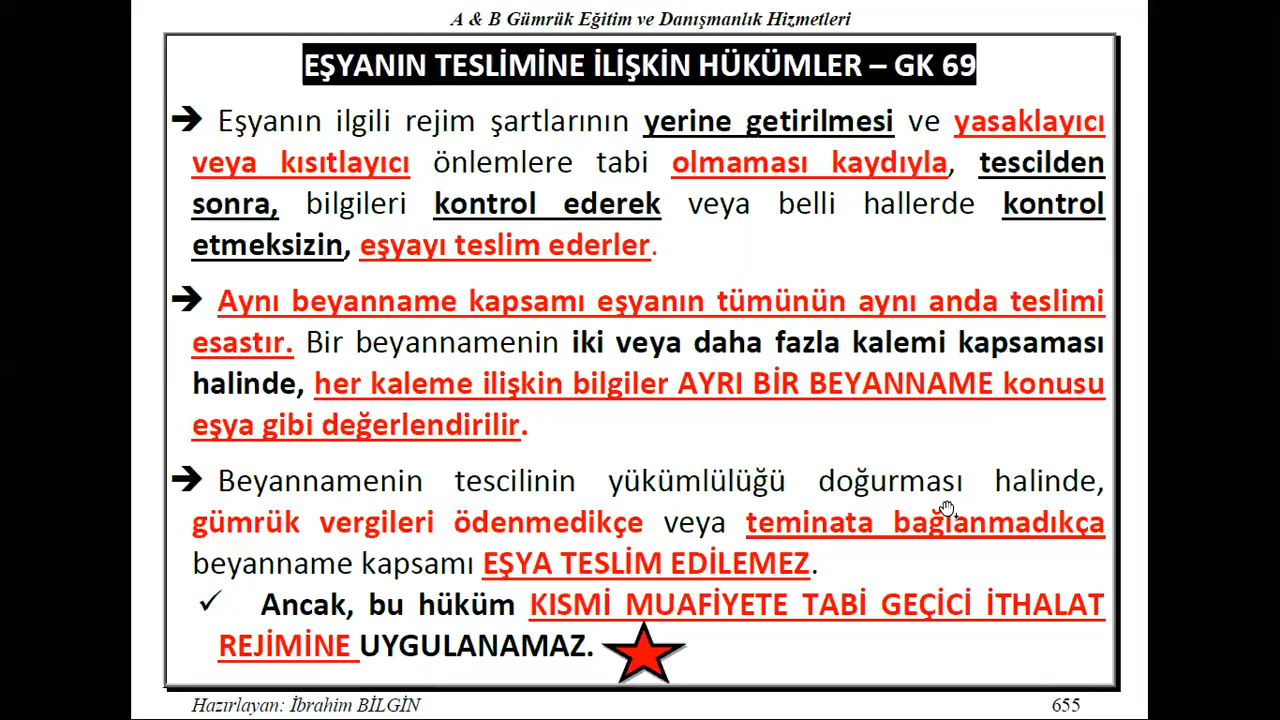 A & B Gümrük Eğitim ve Danışmanlık Hizmetleri
EŞYANIN TESLİMİNE İLİŞKİN HÜKÜMLER – GK 69
➔ Eşyanın ilgili rejim şartlarının yerine getirilmesi ve yasaklayıcı
veya kısıtlayıcı önlemlere tabi olmaması kaydıyla, tescilden
sonra, bilgileri kontrol ederek veya belli hallerde kontrol
etmeksizin, eşyayı teslim ederler.
➔ Aynı beyanname kapsamı eşyanın tümünün aynı anda teslimi
esastır. Bir beyannamenin iki veya daha fazla kalemi kapsaması
halinde, her kaleme ilişkin bilgiler AYRI BİR BEYANNAME konusu
eşya gibi değerlendirilir.
➔ Beyannamenin tescilinin yükümlülüğü doğurması halinde,
gümrük vergileri ödenmedikçe veya teminata bağlanmadıkça
beyanname kapsamı EŞYA TESLİM EDİLEMEZ.
✓ Ancak, bu hüküm KISMİ MUAFİYETE TABİ GEÇİCİ İTHALAT
REJİMİNE UYGULANAMAZ.
Hazırlayan: İbrahim BİLGİN 655